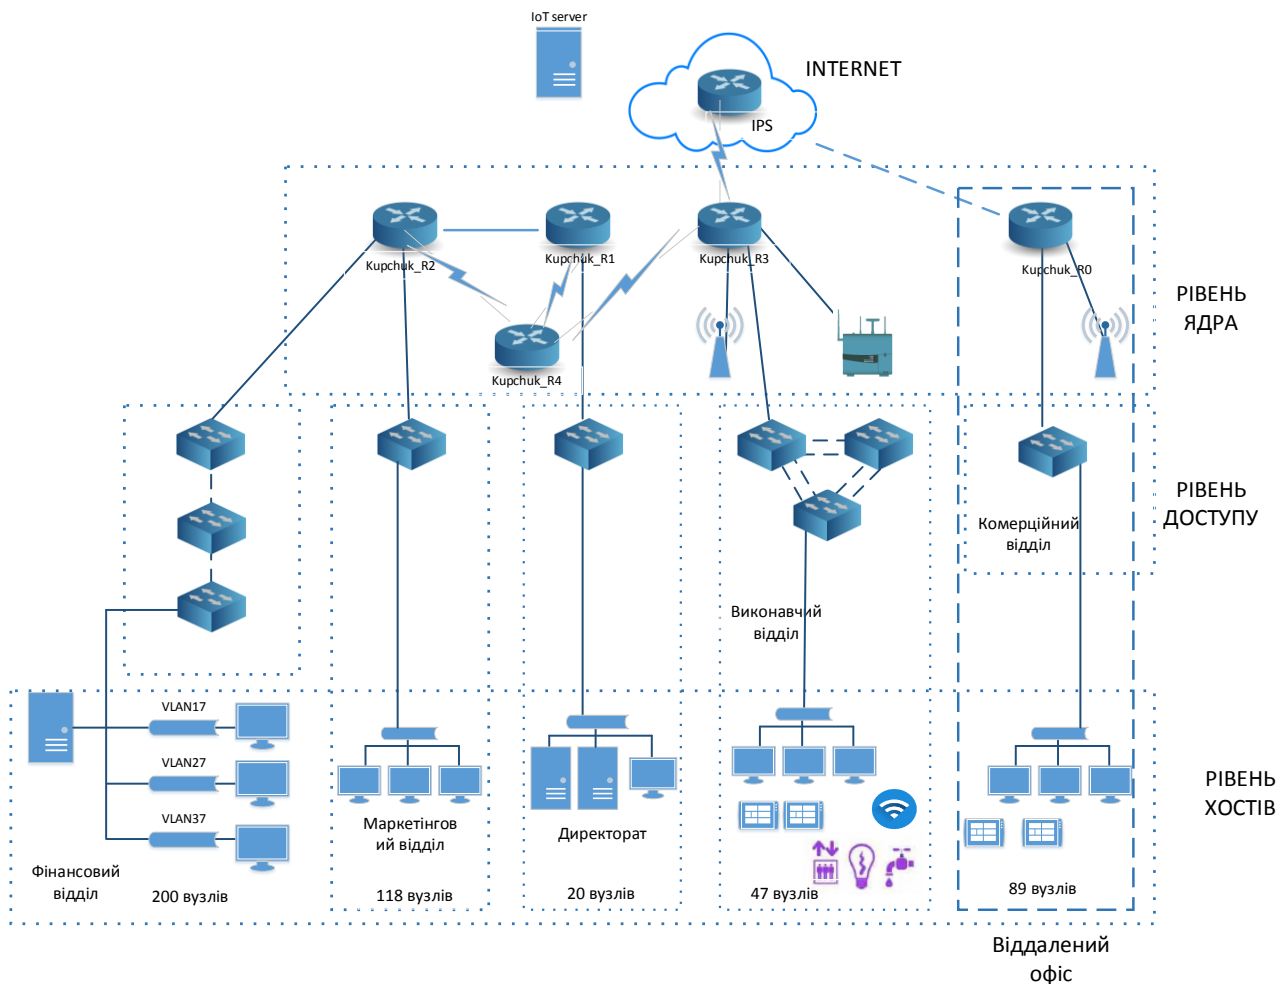 IoT server
INTERNET
IPS
Kupchuk_R2
Kupchuk_R1
Kupchuk_R3
Kupchuk_R0
РІВЕНЬ
ЯДРА
Kupchuk_R4
РІВЕНЬ
ДОСТУПУ
Комерційний
відділ
Виконавчий
відділ
VLAN17
VLAN27
VLAN37
РІВЕНЬ
ХОСТІВ
Маркетингов
ий відділ
Директорат
Фінансовий
відділ
200 вузлів
118 вузлів
20 вузлів
47 вузлів
89 вузлів
Віддалений
офіс